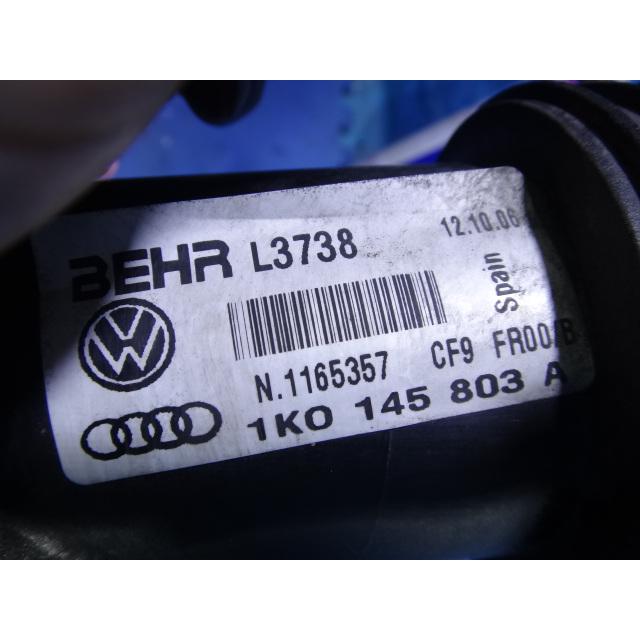 BEHR L3738 12.10.06
Spain
N.1165357 CF9 FR00/B
1K0 145 803 A